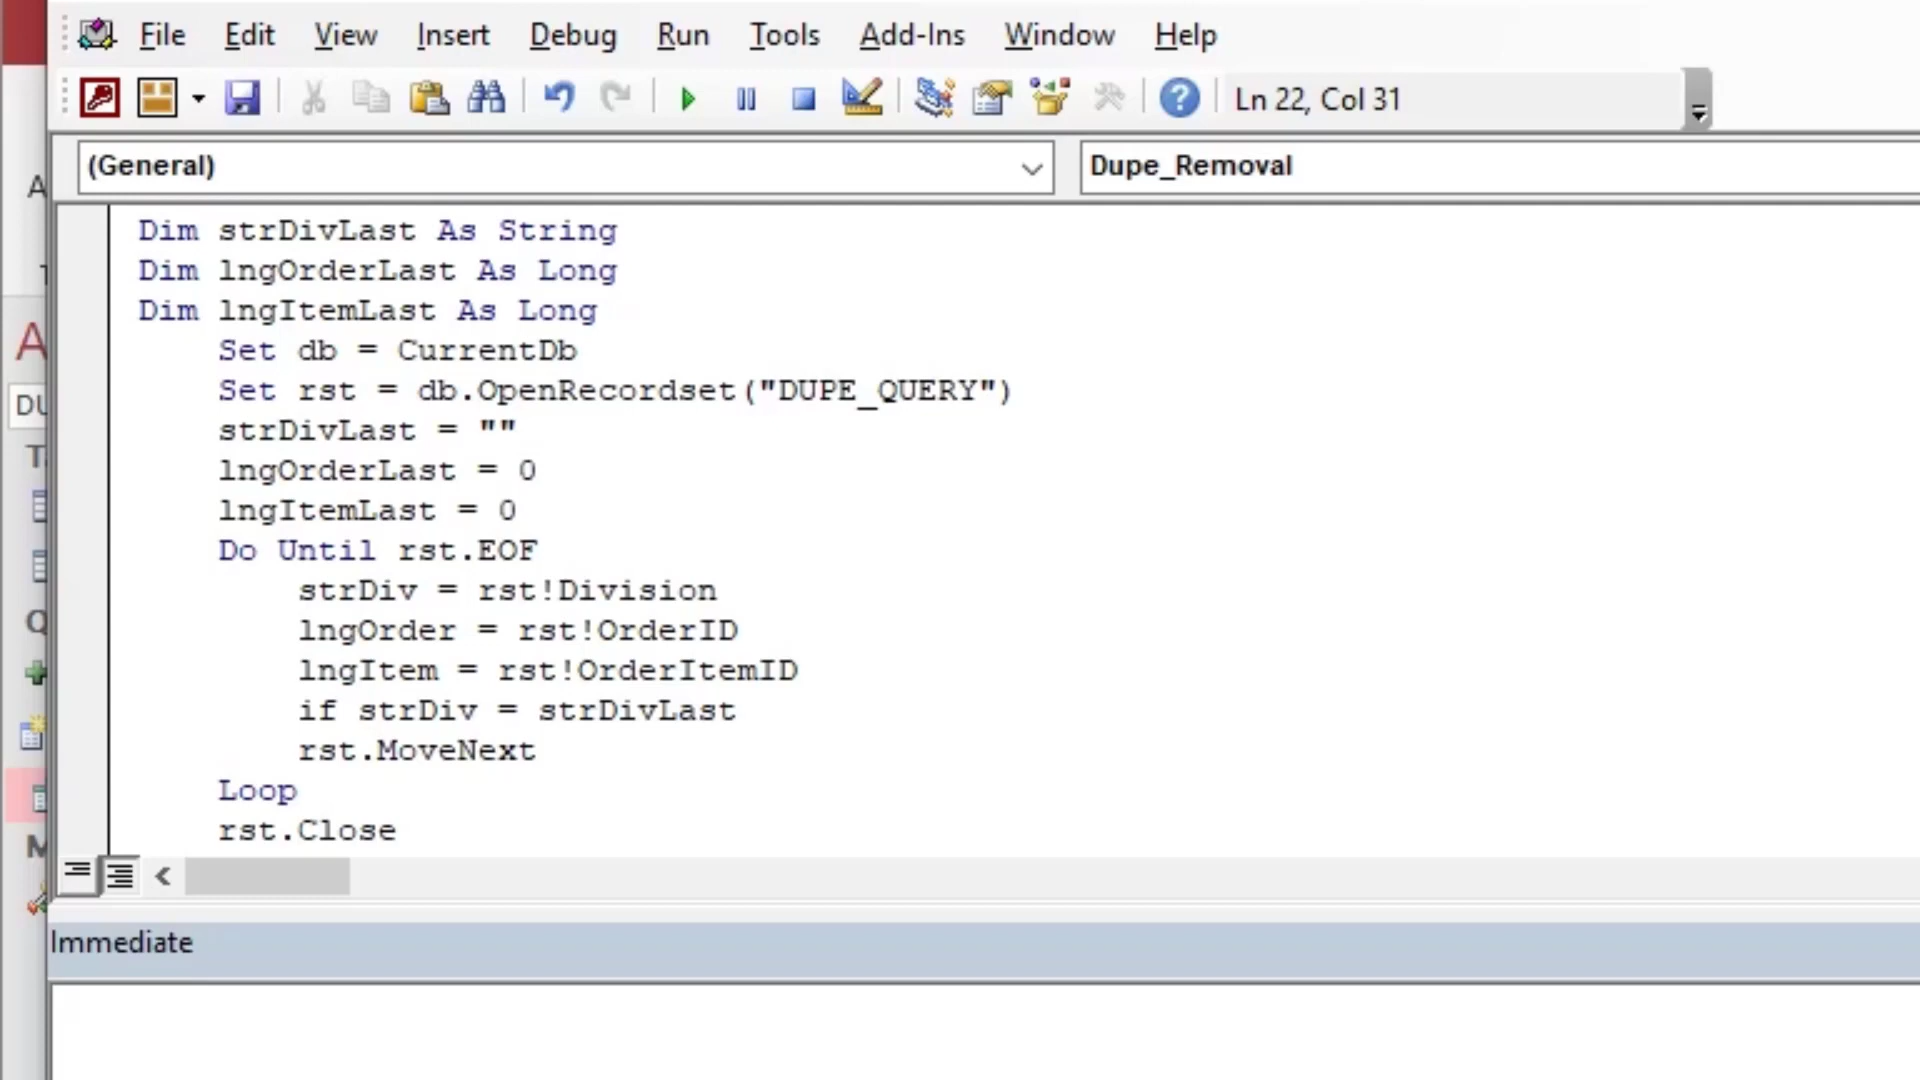 File Edit View Insert Debug Run Tools Add-Ins Window Help
Ln 22, Col 31
(General) Dupe_Removal
Dim strDivLast As String
Dim lngOrderLast As Long
Dim lngItemLast As Long
Set db = CurrentDb
Set rst = db.OpenRecordset("DUPE_QUERY")
strDivLast = ""
lngOrderLast = 0
lngItemLast = 0
Do Until rst.EOF
strDiv = rst!Division
lngOrder = rst!OrderID
lngItem = rst!OrderItemID
if strDiv = strDivLast
rst.MoveNext
Loop
rst.Close
Immediate